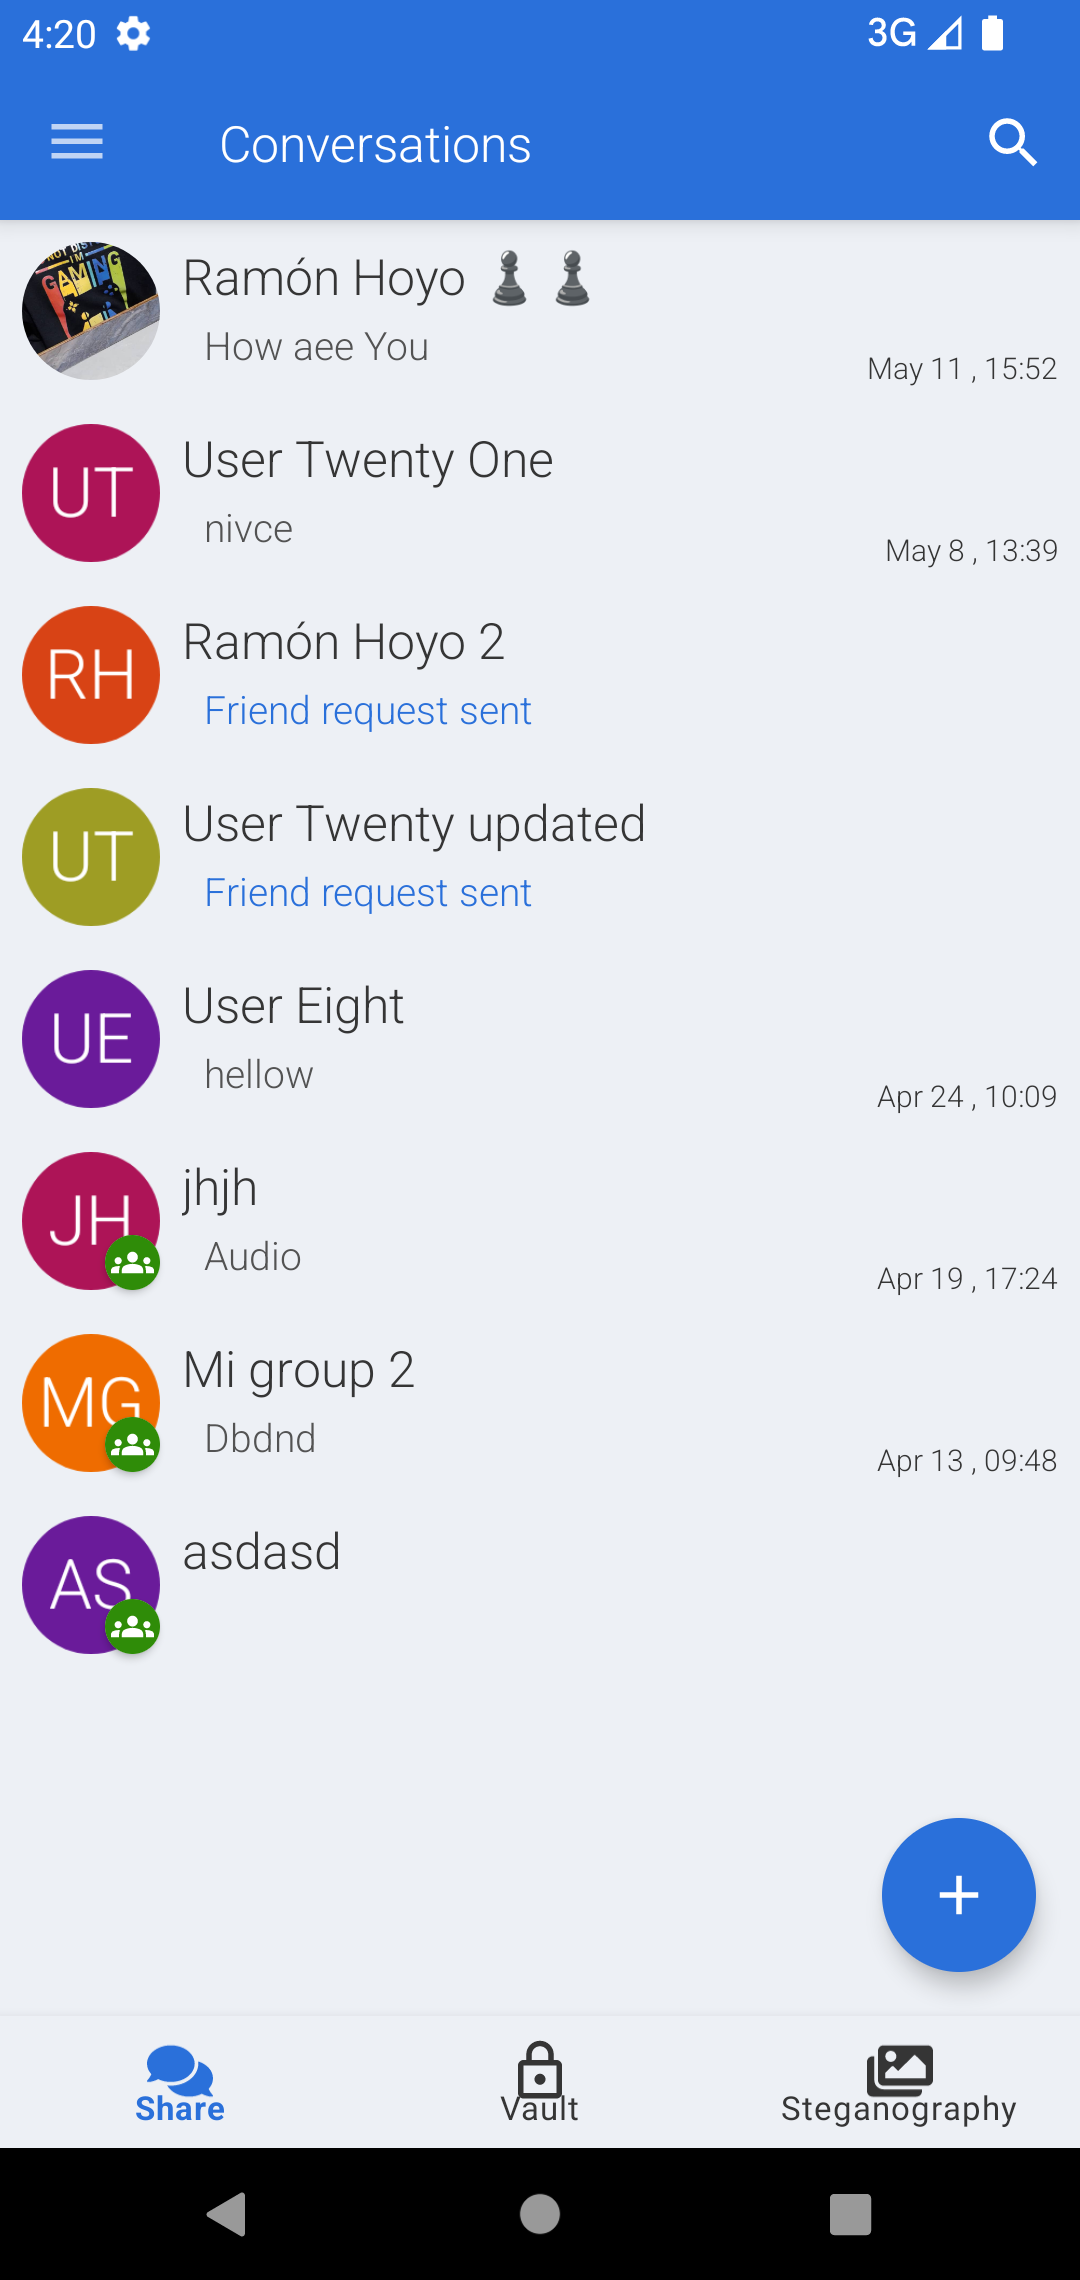 4:20
3G
Conversations
NOT DIS
I'M
GAMING
Ramón Hoyo ♟ ♟
How aee You
May 11 , 15:52
UT
User Twenty One
nivce
May 8 , 13:39
RH
Ramón Hoyo 2
Friend request sent
UT
User Twenty updated
Friend request sent
UE
User Eight
hellow
Apr 24 , 10:09
JH
jhjh
Audio
Apr 19 , 17:24
MG
Mi group 2
Dbdnd
Apr 13 , 09:48
AS
asdasd
Share
Vault
Steganography